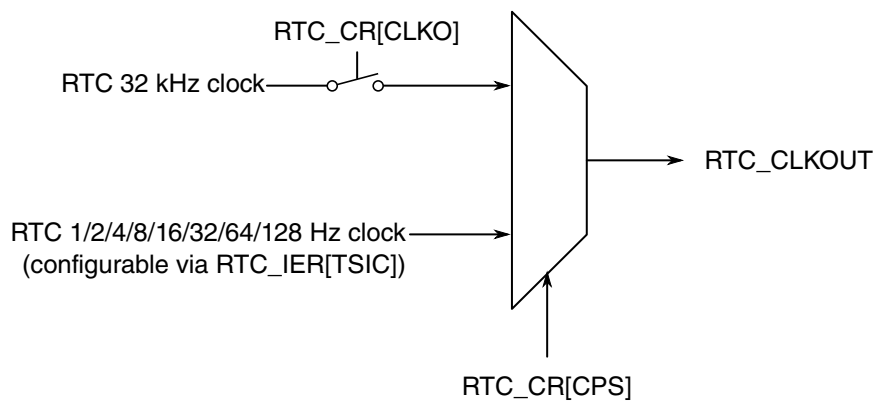 RTC_CR[CLKO]
RTC 32 kHz clock
RTC_CLKOUT
RTC 1/2/4/8/16/32/64/128 Hz clock
(configurable via RTC_IER[TSIC])
RTC_CR[CPS]